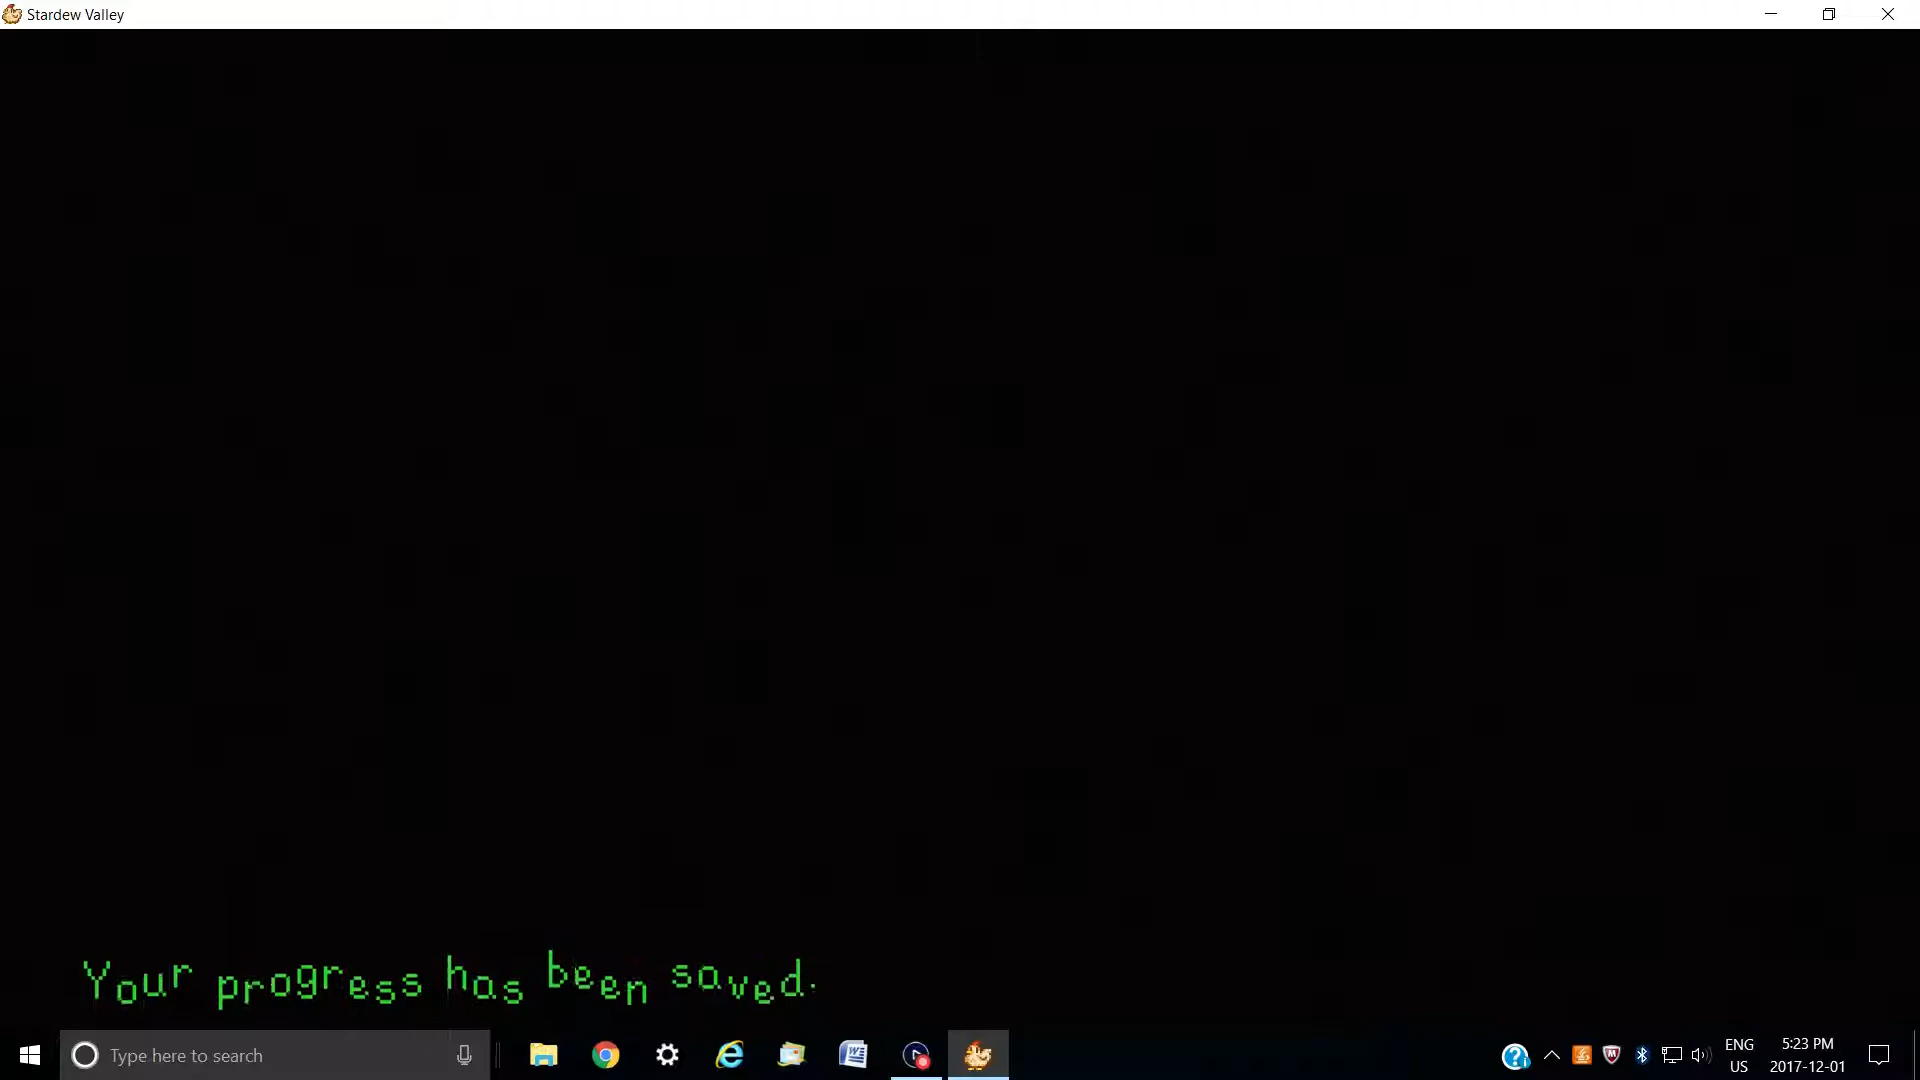 Stardew Valley
Your progress has been saved.
Type here to search
ENG
US
5:23 PM
2017-12-01